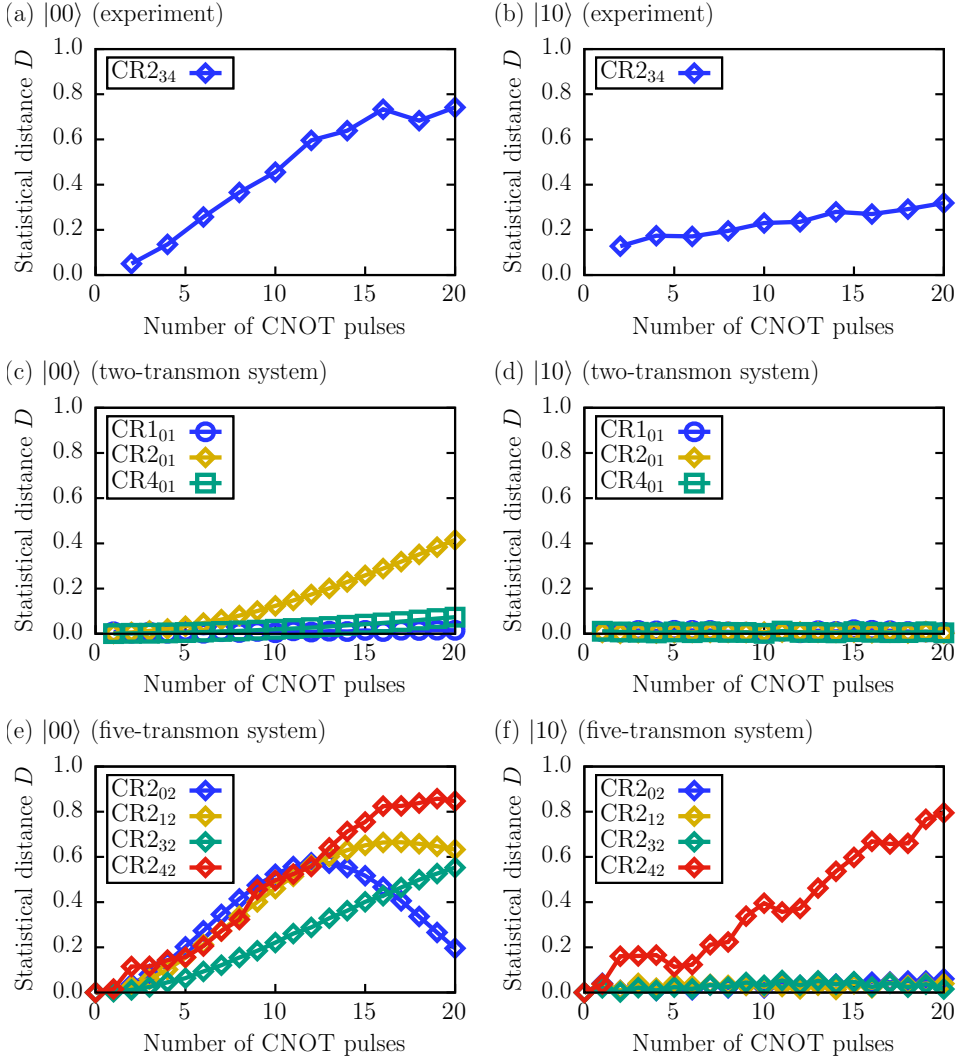 (a) |00⟩ (experiment)
Statistical distance D
1.0
0.8
0.6
0.4
0.2
0.0
CR2₃₄
0 5 10 15 20
Number of CNOT pulses
(b) |10⟩ (experiment)
Statistical distance D
1.0
0.8
0.6
0.4
0.2
0.0
CR2₃₄
0 5 10 15 20
Number of CNOT pulses
(c) |00⟩ (two-transmon system)
Statistical distance D
1.0
0.8
0.6
0.4
0.2
0.0
CR1₀₁
CR2₀₁
CR4₀₁
0 5 10 15 20
Number of CNOT pulses
(d) |10⟩ (two-transmon system)
Statistical distance D
1.0
0.8
0.6
0.4
0.2
0.0
CR1₀₁
CR2₀₁
CR4₀₁
0 5 10 15 20
Number of CNOT pulses
(e) |00⟩ (five-transmon system)
Statistical distance D
1.0
0.8
0.6
0.4
0.2
0.0
CR2₀₂
CR2₁₂
CR2₃₂
CR2₄₂
0 5 10 15 20
Number of CNOT pulses
(f) |10⟩ (five-transmon system)
Statistical distance D
1.0
0.8
0.6
0.4
0.2
0.0
CR2₀₂
CR2₁₂
CR2₃₂
CR2₄₂
0 5 10 15 20
Number of CNOT pulses